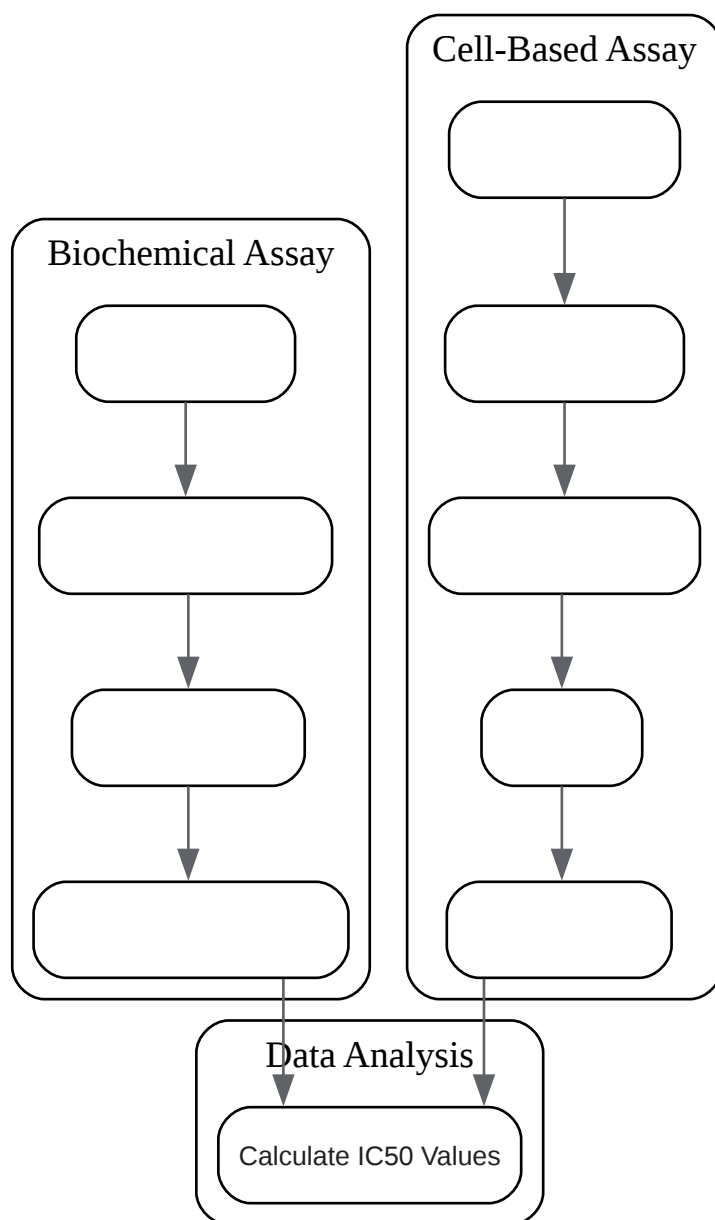 Cell-Based Assay
Biochemical Assay
Data Analysis
Calculate IC50 Values